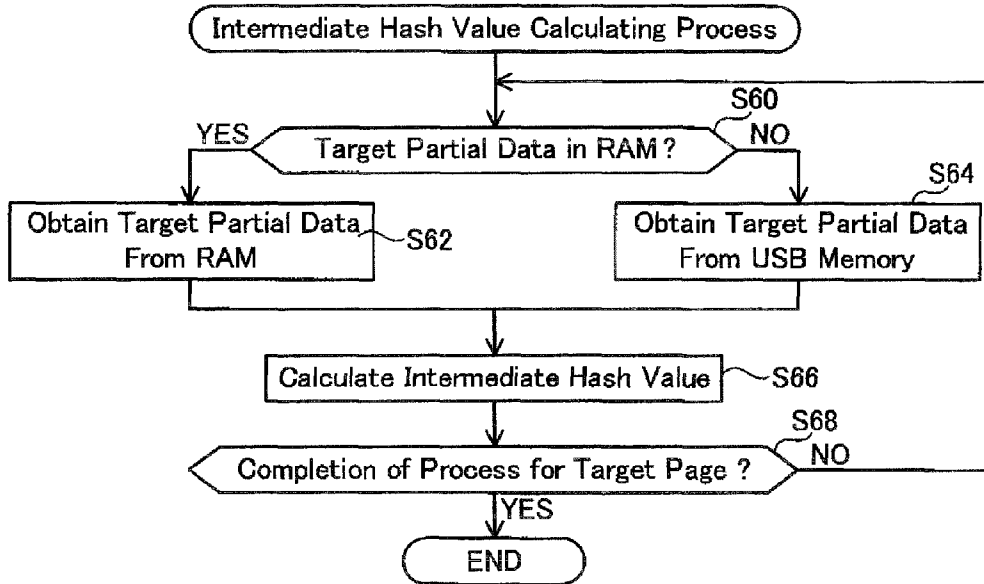 Intermediate Hash Value Calculating Process
S60
YES
NO
Target Partial Data in RAM?
S64
Obtain Target Partial Data
From RAM
S62
Obtain Target Partial Data
From USB Memory
Calculate Intermediate Hash Value
S66
S68
Completion of Process for Target Page ?
NO
YES
END